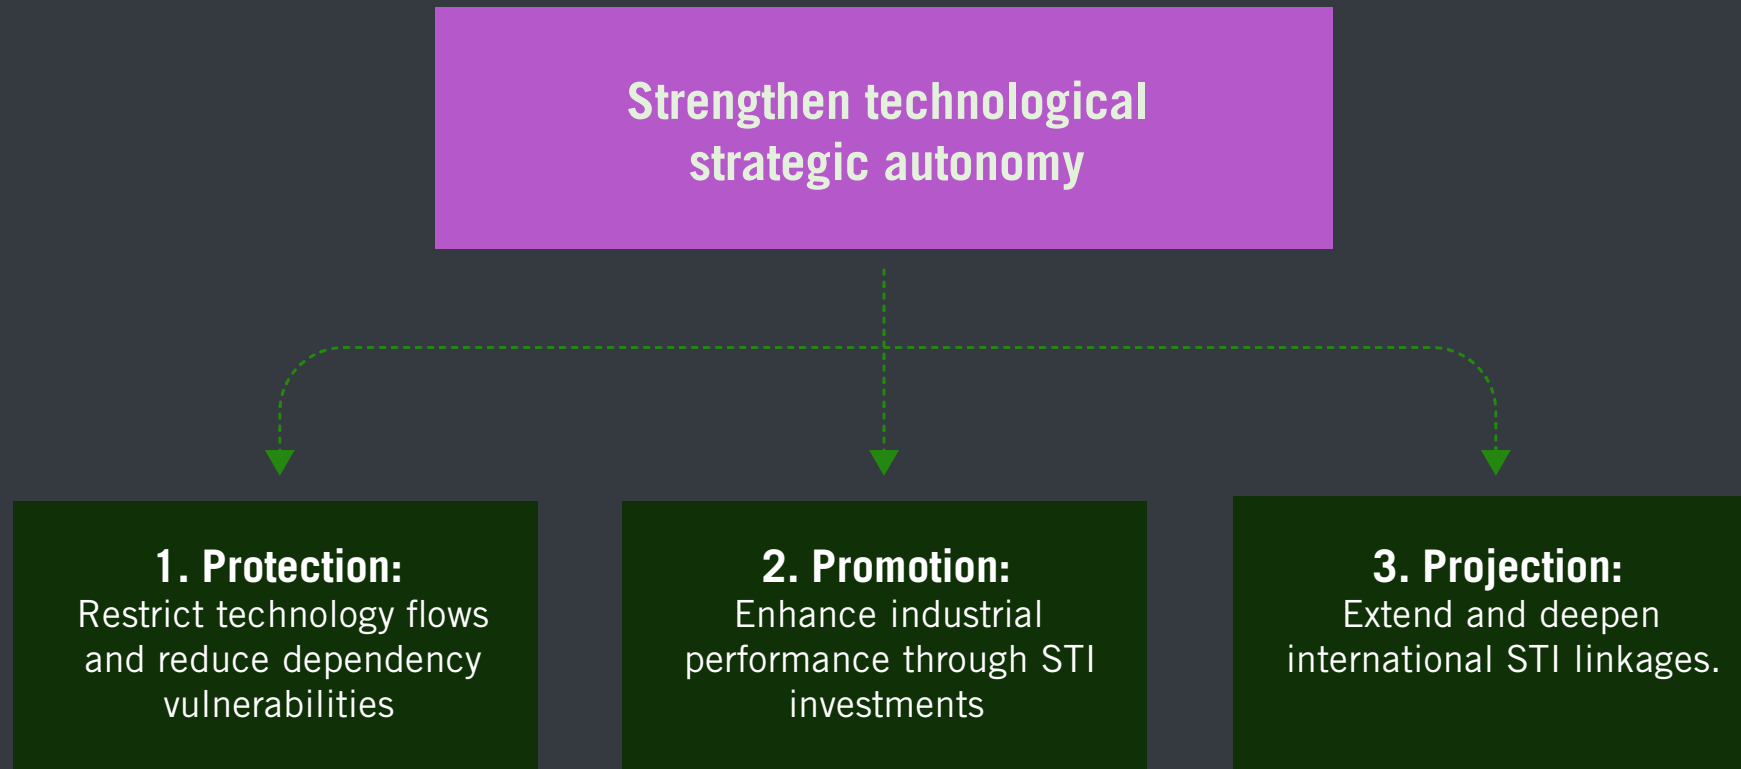 Strengthen technological
strategic autonomy
1. Protection:
Restrict technology flows
and reduce dependency
vulnerabilities
2. Promotion:
Enhance industrial
performance through STI
investments
3. Projection:
Extend and deepen
international STI linkages.